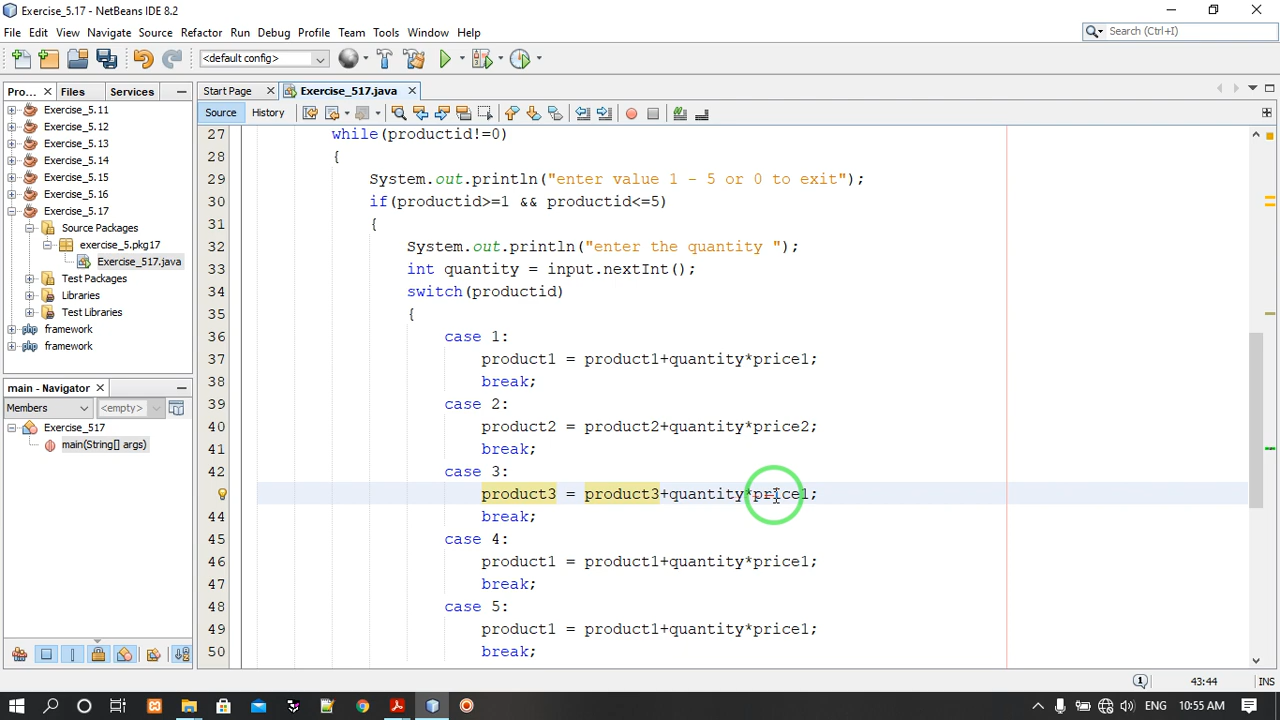 Exercise_5.17 - NetBeans IDE 8.2
File Edit View Navigate Source Refactor Run Debug Profile Team Tools Window Help
Search (Ctrl+I)
<default config>
Pro... Files Services
Start Page Exercise_517.java
Source History
Exercise_5.11
Exercise_5.12
Exercise_5.13
Exercise_5.14
Exercise_5.15
Exercise_5.16
Exercise_5.17
Source Packages
exercise_5.pkg17
Exercise_517.java
Test Packages
Libraries
Test Libraries
framework
framework
main - Navigator
Members <empty>
Exercise_517
main(String[] args)
27 while(productid!=0)
28 {
29 System.out.println("enter value 1 - 5 or 0 to exit");
30 if(productid>=1 && productid<=5)
31 {
32 System.out.println("enter the quantity ");
33 int quantity = input.nextInt();
34 switch(productid)
35 {
36 case 1:
37 product1 = product1+quantity*price1;
38 break;
39 case 2:
40 product2 = product2+quantity*price2;
41 break;
42 case 3:
product3 = product3+quantity*price1;
44 break;
45 case 4:
46 product1 = product1+quantity*price1;
47 break;
48 case 5:
49 product1 = product1+quantity*price1;
50 break;
1 43:44 INS
10:55 AM ENG